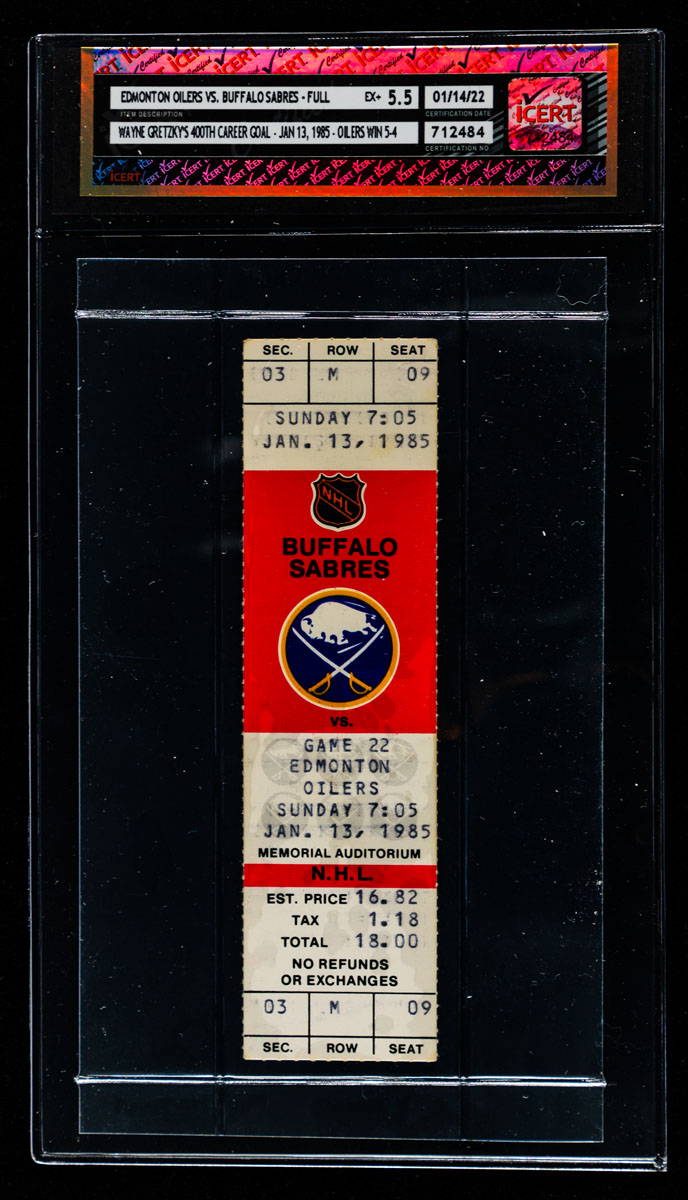 EDMONTON OILERS VS. BUFFALO SABRES - FULL EX+ 5.5 01/14/22
ITEM DESCRIPTION CERTIFICATION DATE
WAYNE GRETZKY'S 400TH CAREER GOAL - JAN 13, 1985 - OILERS WIN 5-4 712484
CERTIFICATION NO
iCERT
712484
iCERT
SEC. ROW SEAT
03 M 09
SUNDAY 7:05
JAN. 13, 1985
NHL
BUFFALO
SABRES
VS.
GAME 22
EDMONTON
OILERS
SUNDAY 7:05
JAN. 13, 1985
MEMORIAL AUDITORIUM
N.H.L.
EST. PRICE 16.82
TAX 1.18
TOTAL 18.00
NO REFUNDS
OR EXCHANGES
03 M 09
SEC. ROW SEAT